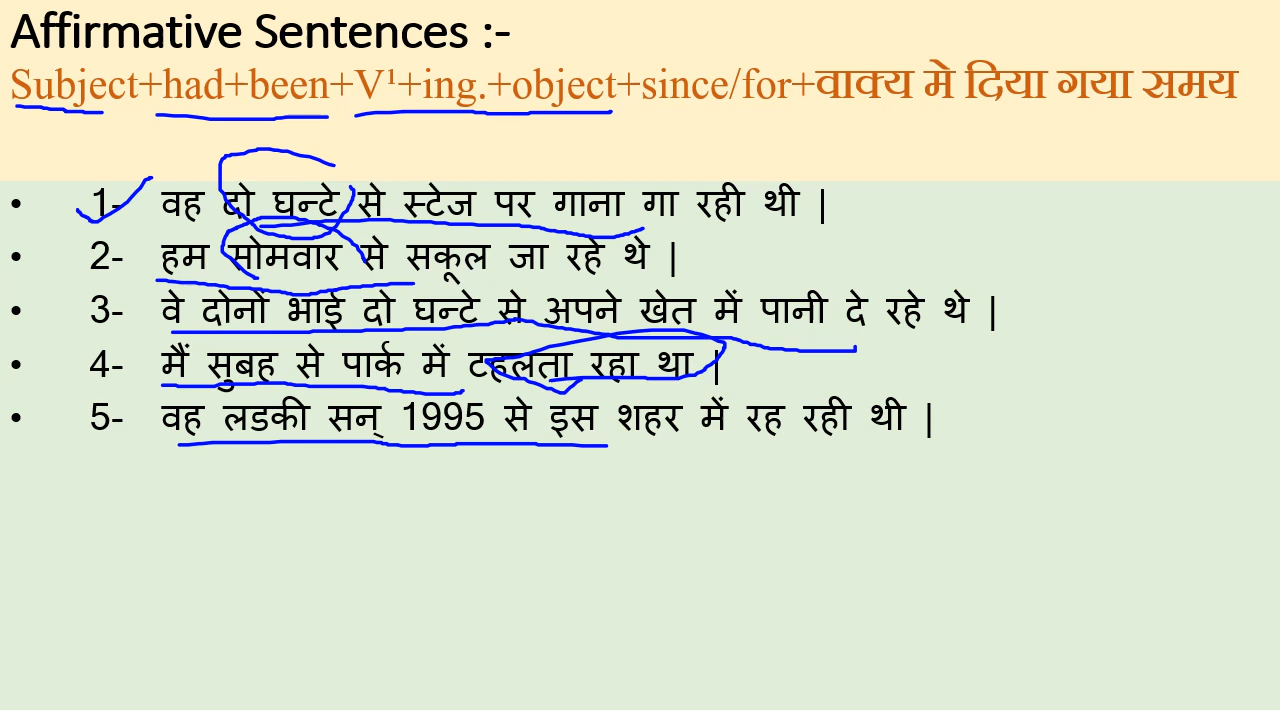 Affirmative Sentences :-
Subject+had+been+V¹+ing.+object+since/for+वाक्य मे दिया गया समय
• 1- वह दो घन्टे से स्टेज पर गाना गा रही थी |
• 2- हम सोमवार से सकूल जा रहे थे |
• 3- वे दोनों भाई दो घन्टे से अपने खेत में पानी दे रहे थे |
• 4- मैं सुबह से पार्क में टहलता रहा था |
• 5- वह लडकी सन् 1995 से इस शहर में रह रही थी |